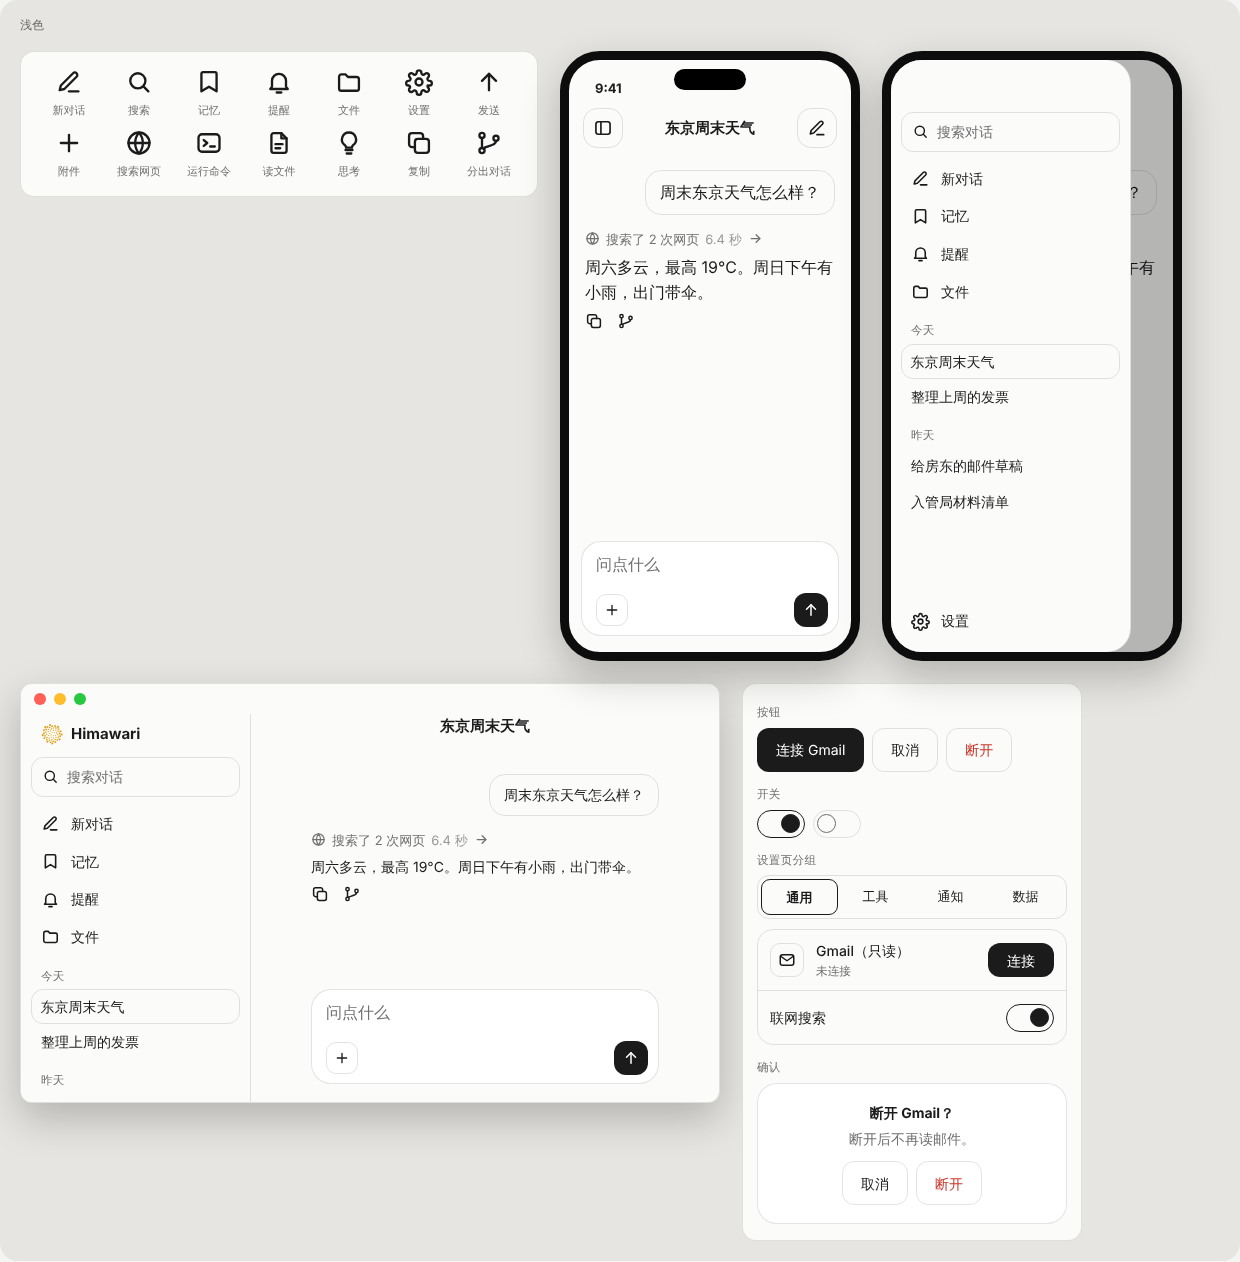 浅色
新对话
搜索
记忆
提醒
文件
设置
发送
附件
搜索网页
运行命令
读文件
思考
复制
分出对话
9:41
东京周末天气
周末东京天气怎么样？
搜索了 2 次网页 6.4 秒
周六多云，最高 19°C。周日下午有
小雨，出门带伞。
问点什么
搜索对话
新对话
记忆
提醒
文件
今天
东京周末天气
整理上周的发票
昨天
给房东的邮件草稿
入管局材料清单
设置
？
午有
Himawari
搜索对话
新对话
记忆
提醒
文件
今天
东京周末天气
整理上周的发票
昨天
东京周末天气
周末东京天气怎么样？
搜索了 2 次网页 6.4 秒
周六多云，最高 19°C。周日下午有小雨，出门带伞。
问点什么
按钮
连接 Gmail
取消
断开
开关
设置页分组
通用
工具
通知
数据
Gmail（只读）
未连接
连接
联网搜索
确认
断开 Gmail？
断开后不再读邮件。
取消
断开